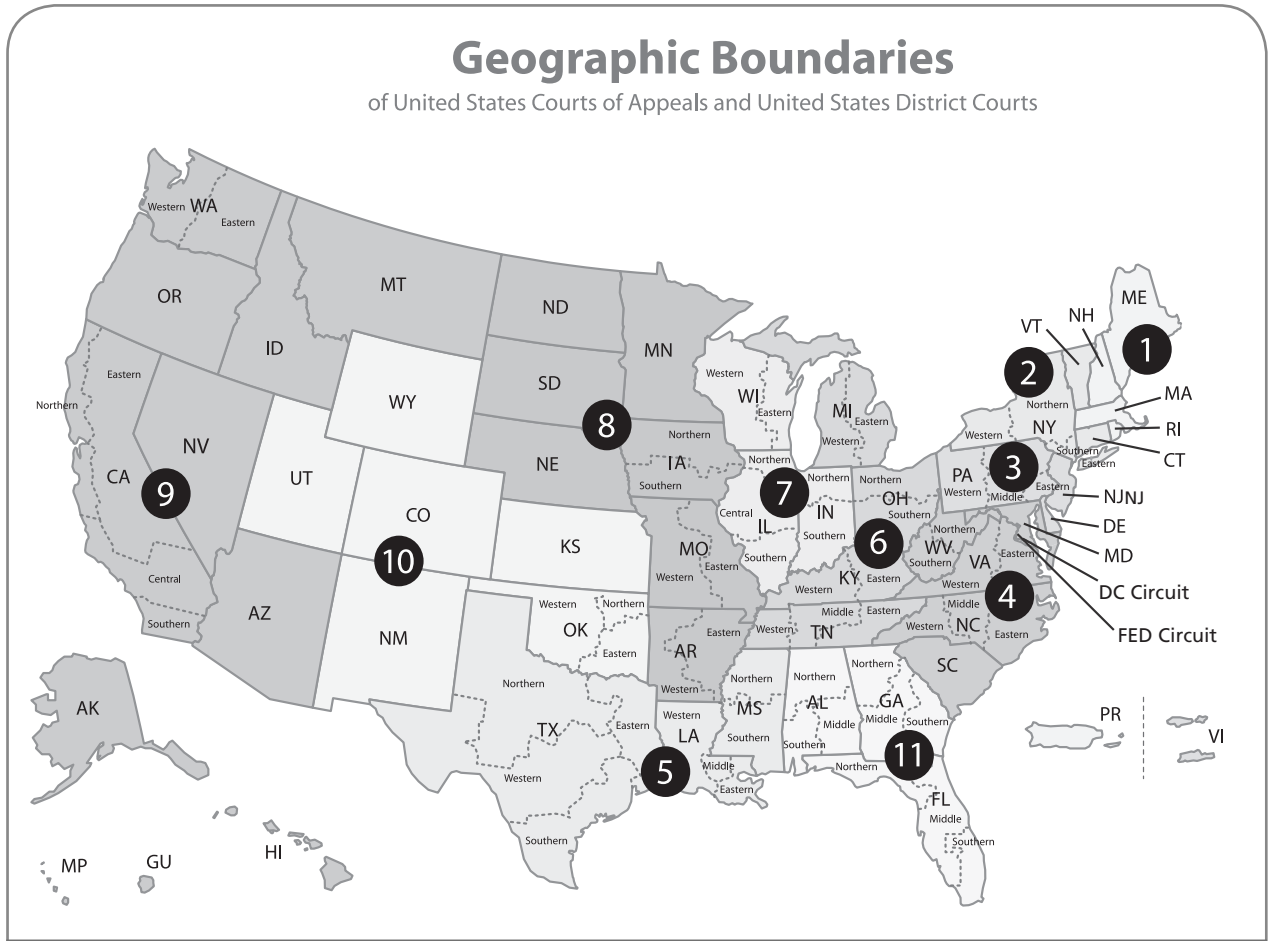 Geographic Boundaries
of United States Courts of Appeals and United States District Courts
Western
WA
Eastern
OR
ID
MT
ND
MN
SD
WY
NE
8
Northern
IA
Southern
Eastern
Northern
CA
9
Central
Southern
NV
UT
CO
10
KS
AZ
NM
Western
Northern
OK
Eastern
MO
Western
Eastern
Eastern
AR
Western
Northern
TX
Eastern
Western
Southern
Western
LA
5
Middle
Eastern
Northern
MS
Southern
Northern
AL
Middle
Southern
Northern
GA
Middle
Southern
11
Northern
FL
Middle
Southern
Western
WI
Eastern
MI
Eastern
Western
Northern
7
Central
IL
Southern
Northern
IN
Southern
Northern
OH
Southern
6
KY
Western
Eastern
Western
Middle
Eastern
TN
Northern
WV
Southern
VA
Eastern
Western
4
Middle
Western
NC
Eastern
SC
PA
Western
3
Middle
Eastern
2
Northern
NY
Western
Southern
Eastern
VT
NH
ME
1
MA
RI
CT
NJNJ
DE
MD
DC Circuit
FED Circuit
PR
VI
AK
MP
GU
HI